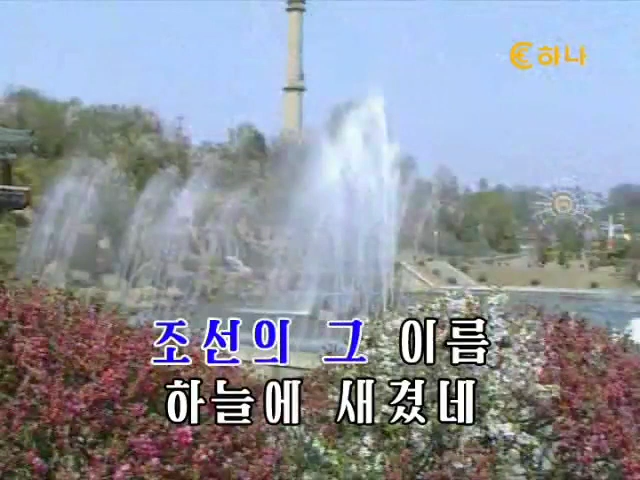 하나
조선의 그 이름
하늘에 새겼네